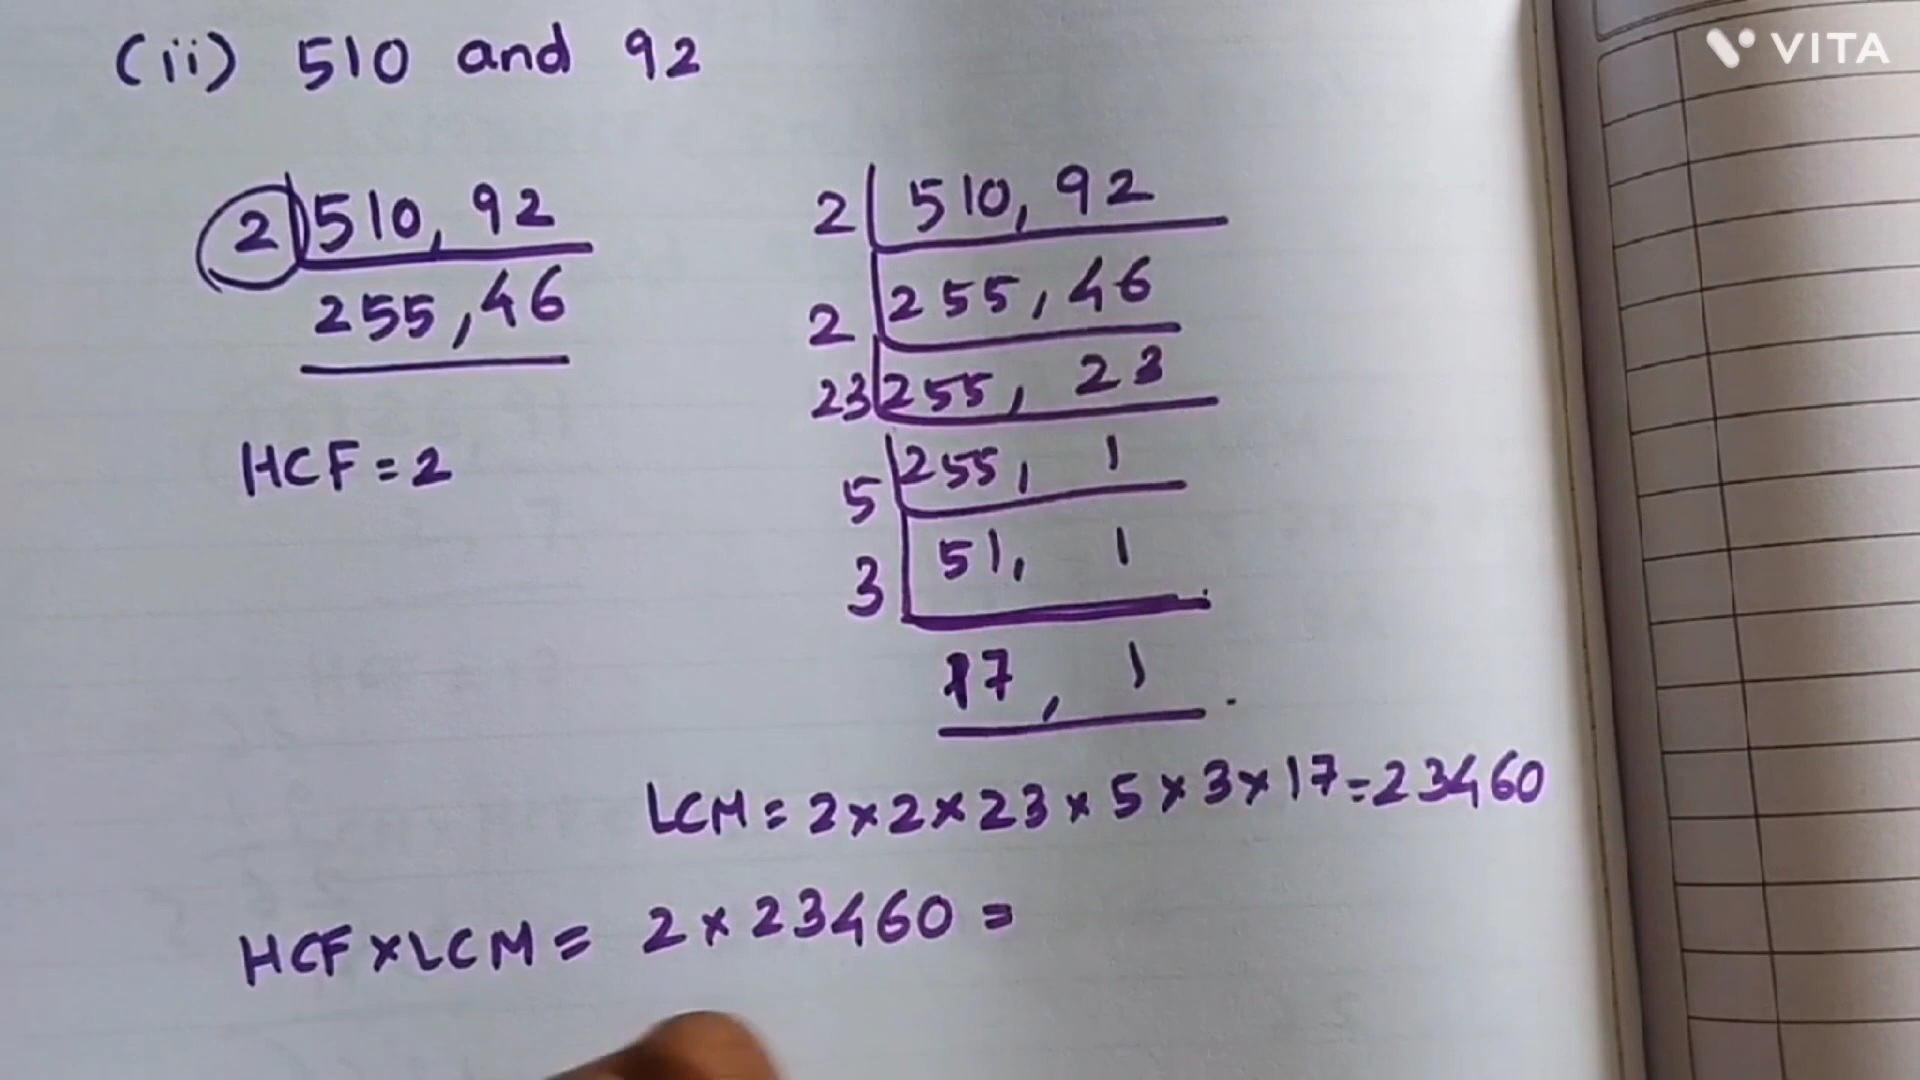 (ii) 510 and 92
VITA
2 510, 92
255, 46
HCF = 2
2 510, 92
2 255, 46
23 255, 23
5 255, 1
3 51, 1
17, 1
LCM = 2×2×23×5×3×17=23460
HCF×LCM = 2×23460 =